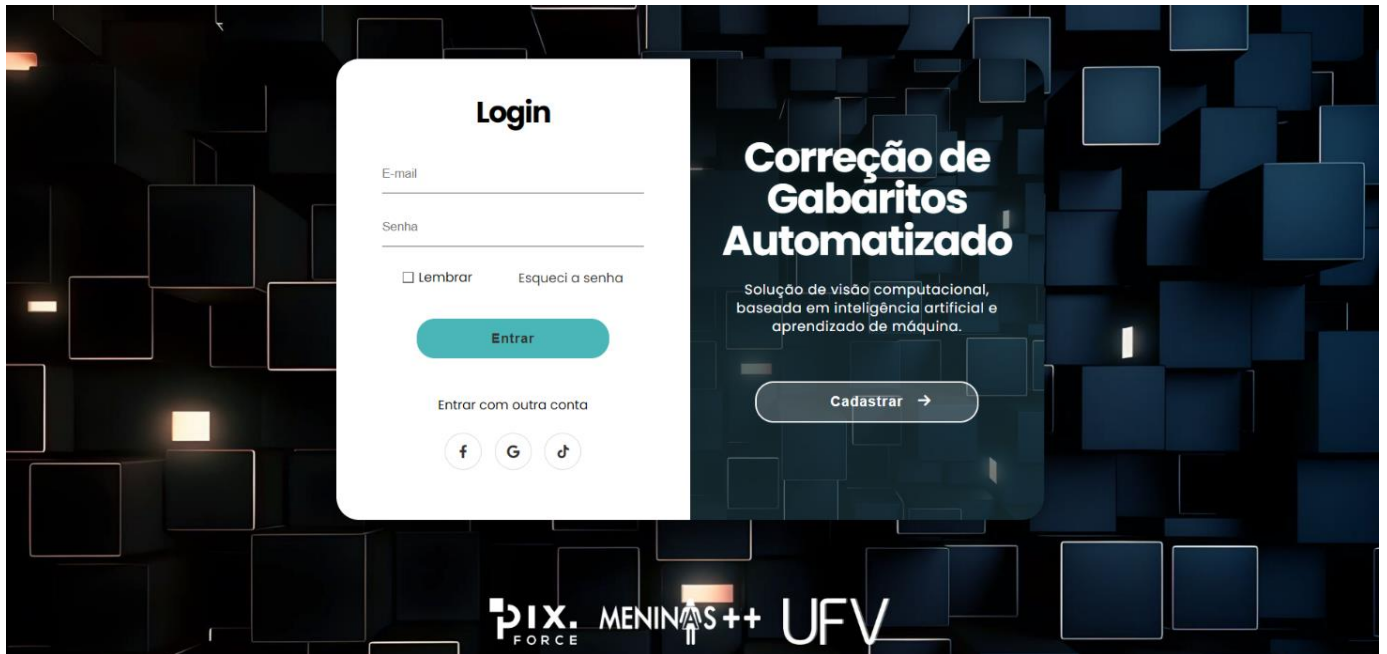 Login
E-mail
Senha
Lembrar
Esqueci a senha
Entrar
Entrar com outra conta
Correção de
Gabaritos
Automatizado
Solução de visão computacional,
baseada em inteligência artificial e
aprendizado de máquina.
Cadastrar
PIX.
FORCE
MENINAS++
UFV